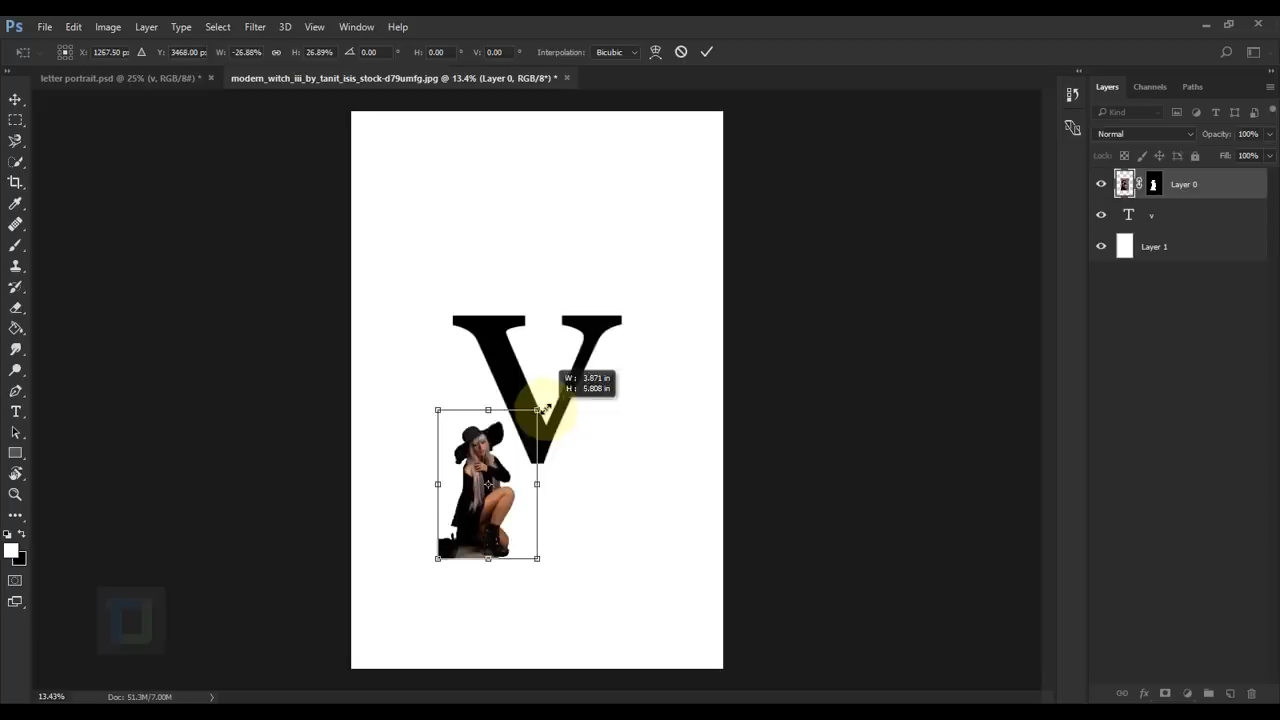 Ps File Edit Image Layer Type Select Filter 3D View Window Help
X: 1267.50 px Y: 3468.00 px W: -26.88% H: 26.89% 0.00 ° H: 0.00 ° V: 0.00 ° Interpolation: Bicubic
letter portrait.psd @ 25% (v, RGB/8#) * × modern_witch_iii_by_tanit_isis_stock-d79umfg.jpg @ 13.4% (Layer 0, RGB/8*) * ×
Layers Channels Paths
Kind
Normal Opacity: 100%
Lock: Fill: 100%
Layer 0
T v
Layer 1
V
W: 3.871 in
H: 5.808 in
13.43% Doc: 51.3M/7.00M